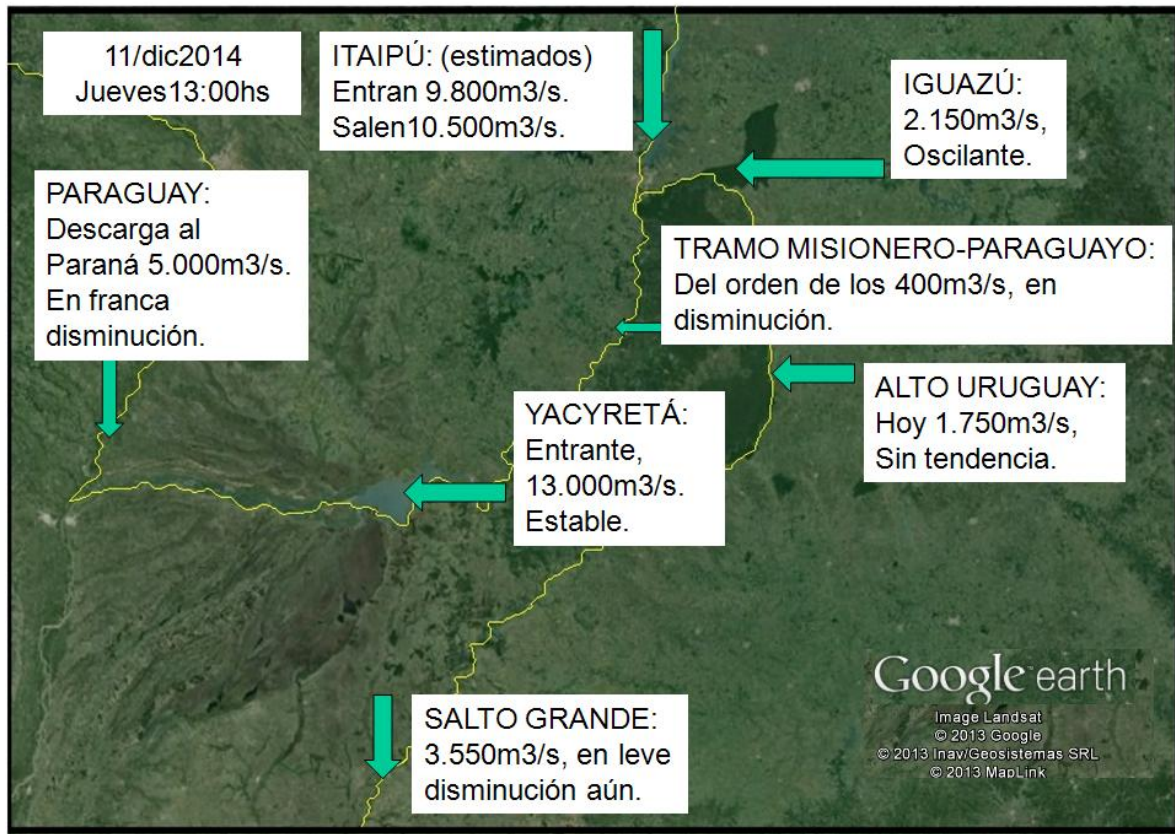 11/dic2014
Jueves13:00hs
ITAIPÚ: (estimados)
Entran 9.800m3/s.
Salen10.500m3/s.
IGUAZÚ:
2.150m3/s,
Oscilante.
PARAGUAY:
Descarga al
Paraná 5.000m3/s.
En franca
disminución.
TRAMO MISIONERO-PARAGUAYO:
Del orden de los 400m3/s, en
disminución.
ALTO URUGUAY:
Hoy 1.750m3/s,
Sin tendencia.
YACYRETÁ:
Entrante,
13.000m3/s.
Estable.
SALTO GRANDE:
3.550m3/s, en leve
disminución aún.
Google earth
Image Landsat
© 2013 Google
© 2013 Inav/Geosistemas SRL
© 2013 MapLink